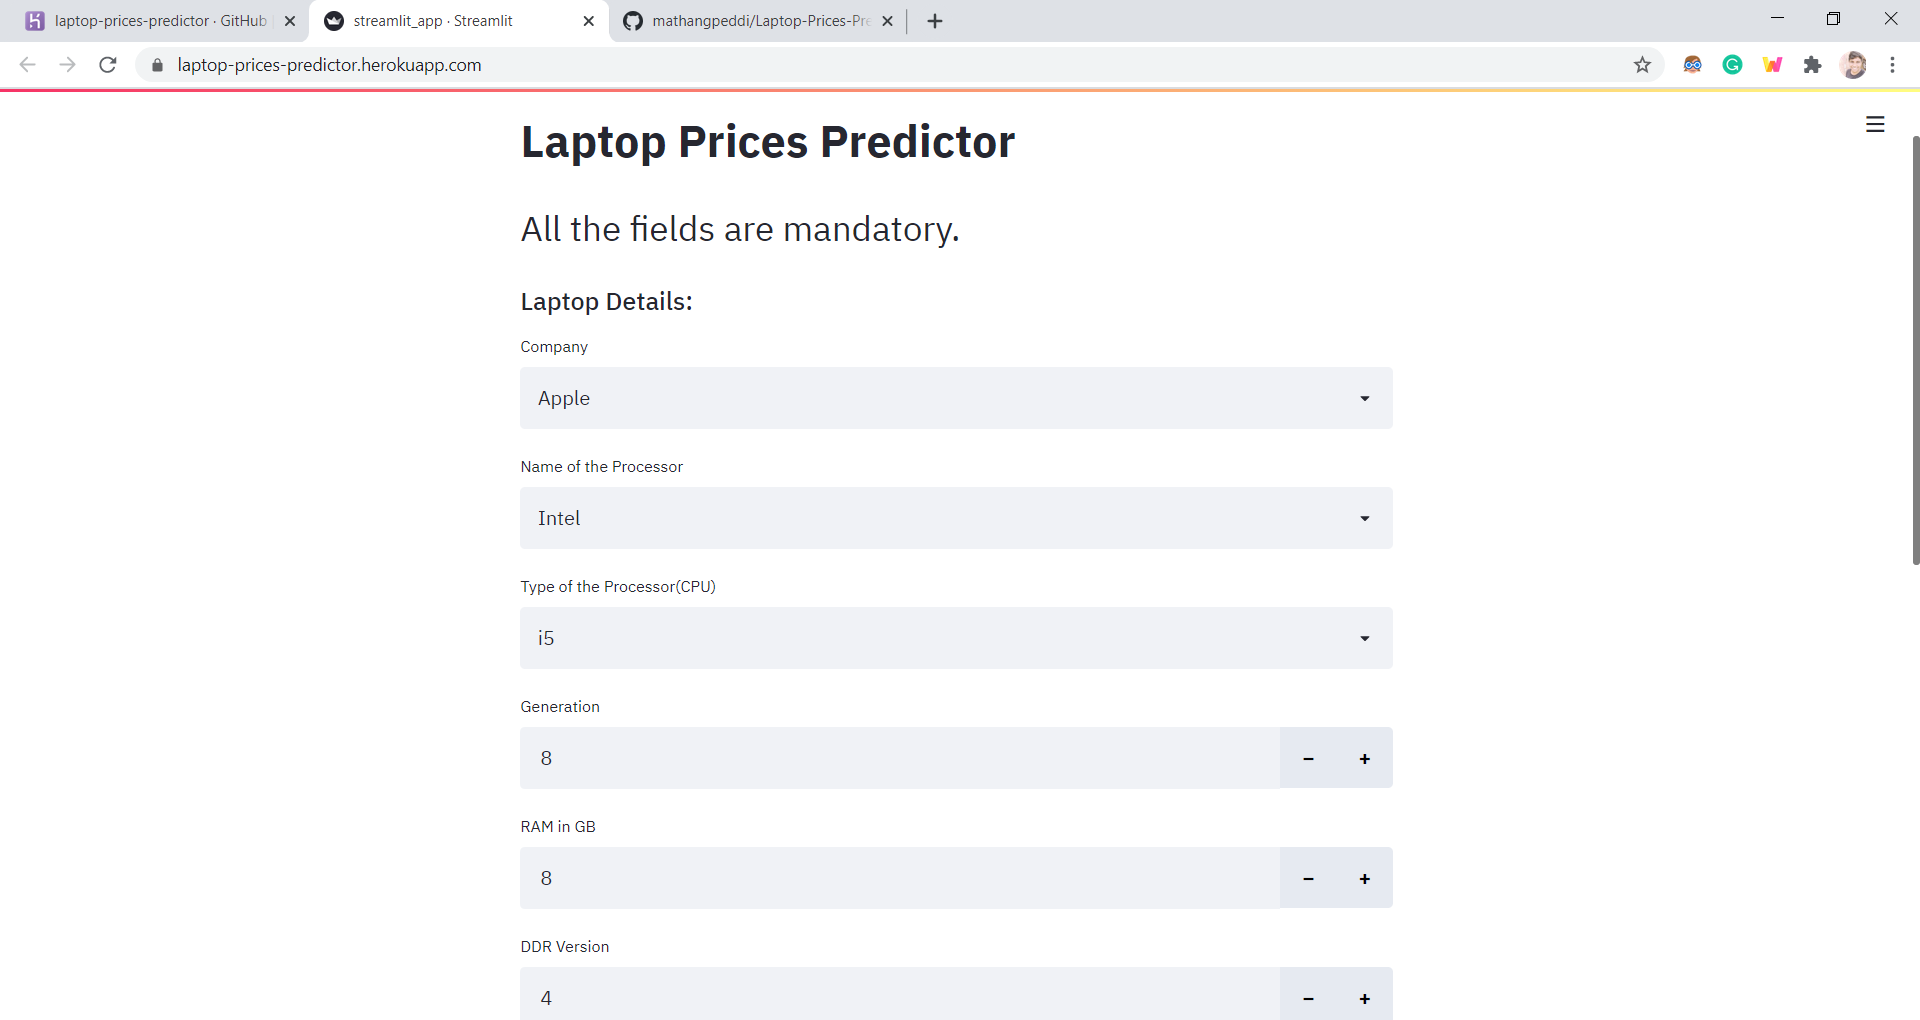 laptop-prices-predictor · GitHub
streamlit_app · Streamlit
mathangpeddi/Laptop-Prices-Pre
laptop-prices-predictor.herokuapp.com
Laptop Prices Predictor
All the fields are mandatory.
Laptop Details:
Company
Apple
Name of the Processor
Intel
Type of the Processor(CPU)
i5
Generation
8
RAM in GB
8
DDR Version
4